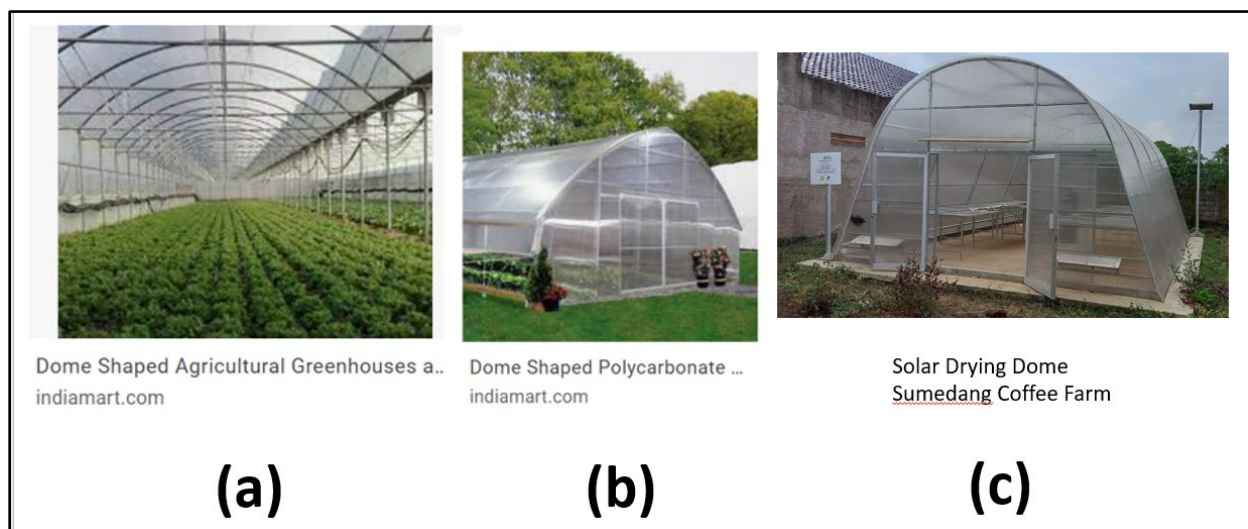 Dome Shaped Agricultural Greenhouses a..
indiamart.com
Dome Shaped Polycarbonate ...
indiamart.com
Solar Drying Dome
Sumedang Coffee Farm
(a)
(b)
(c)